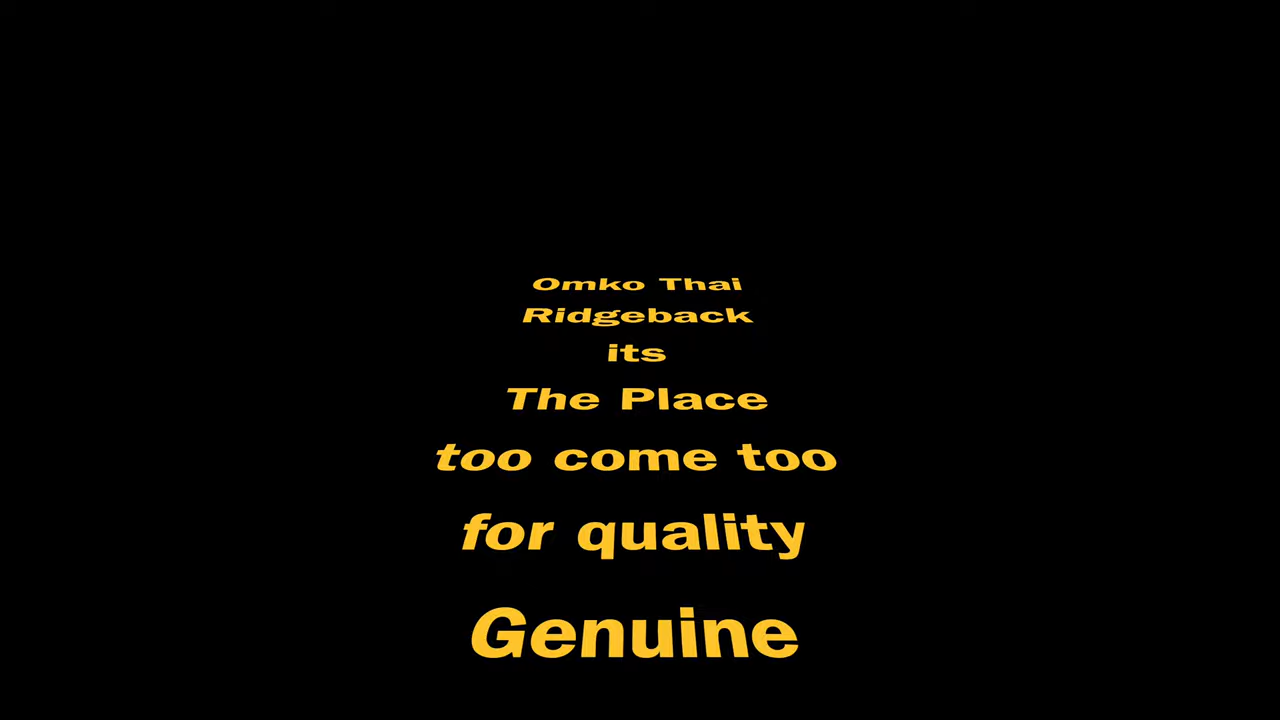 Omko Thai
Ridgeback
its
The Place
too come too
for quality
Genuine